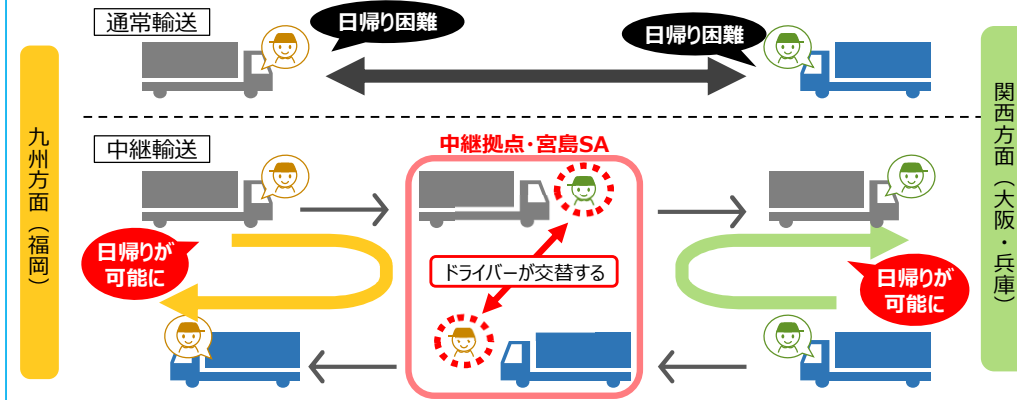 通常輸送
日帰り困難
日帰り困難
九州方面（福岡）
関西方面（大阪・兵庫）
中継輸送
中継拠点・宮島SA
日帰りが
可能に
ドライバーが交替する
日帰りが
可能に